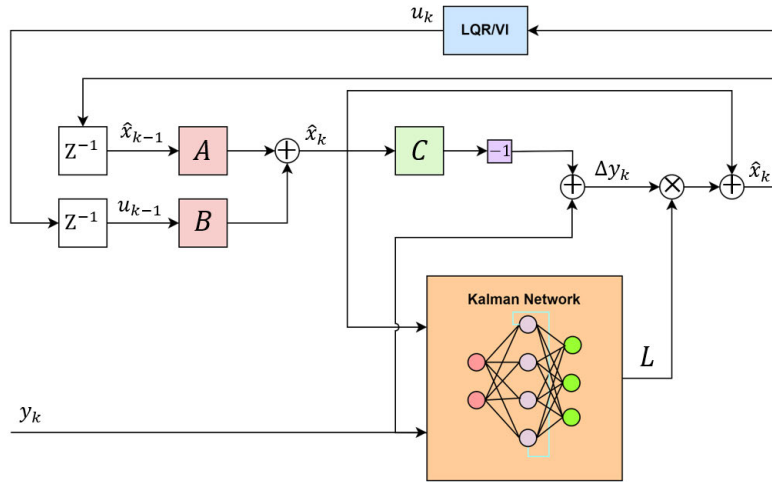 u_k
LQR/VI
Z⁻¹
x̂_{k−1}
A
x̂_k
C
−1
Δy_k
x̂_k
Z⁻¹
u_{k−1}
B
Kalman Network
L
y_k